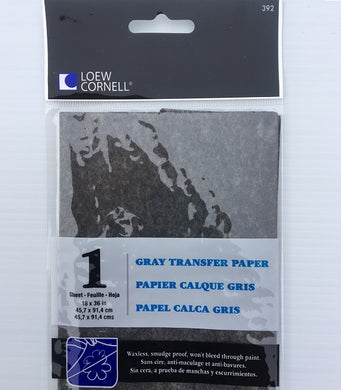 392
LOEW
CORNELL®
1
Sheet - Feuille - Hoja
18 x 36 in
45,7 x 91,4 cm
45,7 x 91,4 cms
GRAY TRANSFER PAPER
PAPIER CALQUE GRIS
PAPEL CALCA GRIS
Waxless, smudge proof, won't bleed through paint.
Sans cire, anti-maculage et anti-bavures.
Sin cera, a prueba de manchas y escurrimientos.